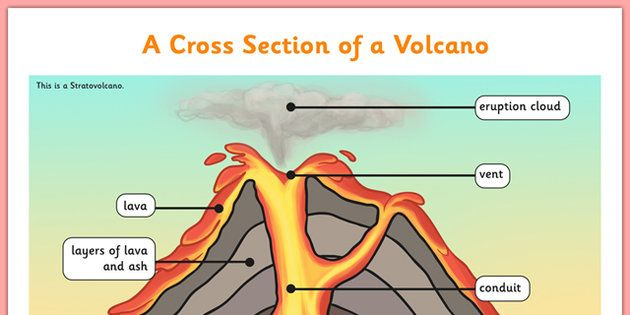 A Cross Section of a Volcano
This is a Stratovolcano.
eruption cloud
vent
lava
layers of lava
and ash
conduit